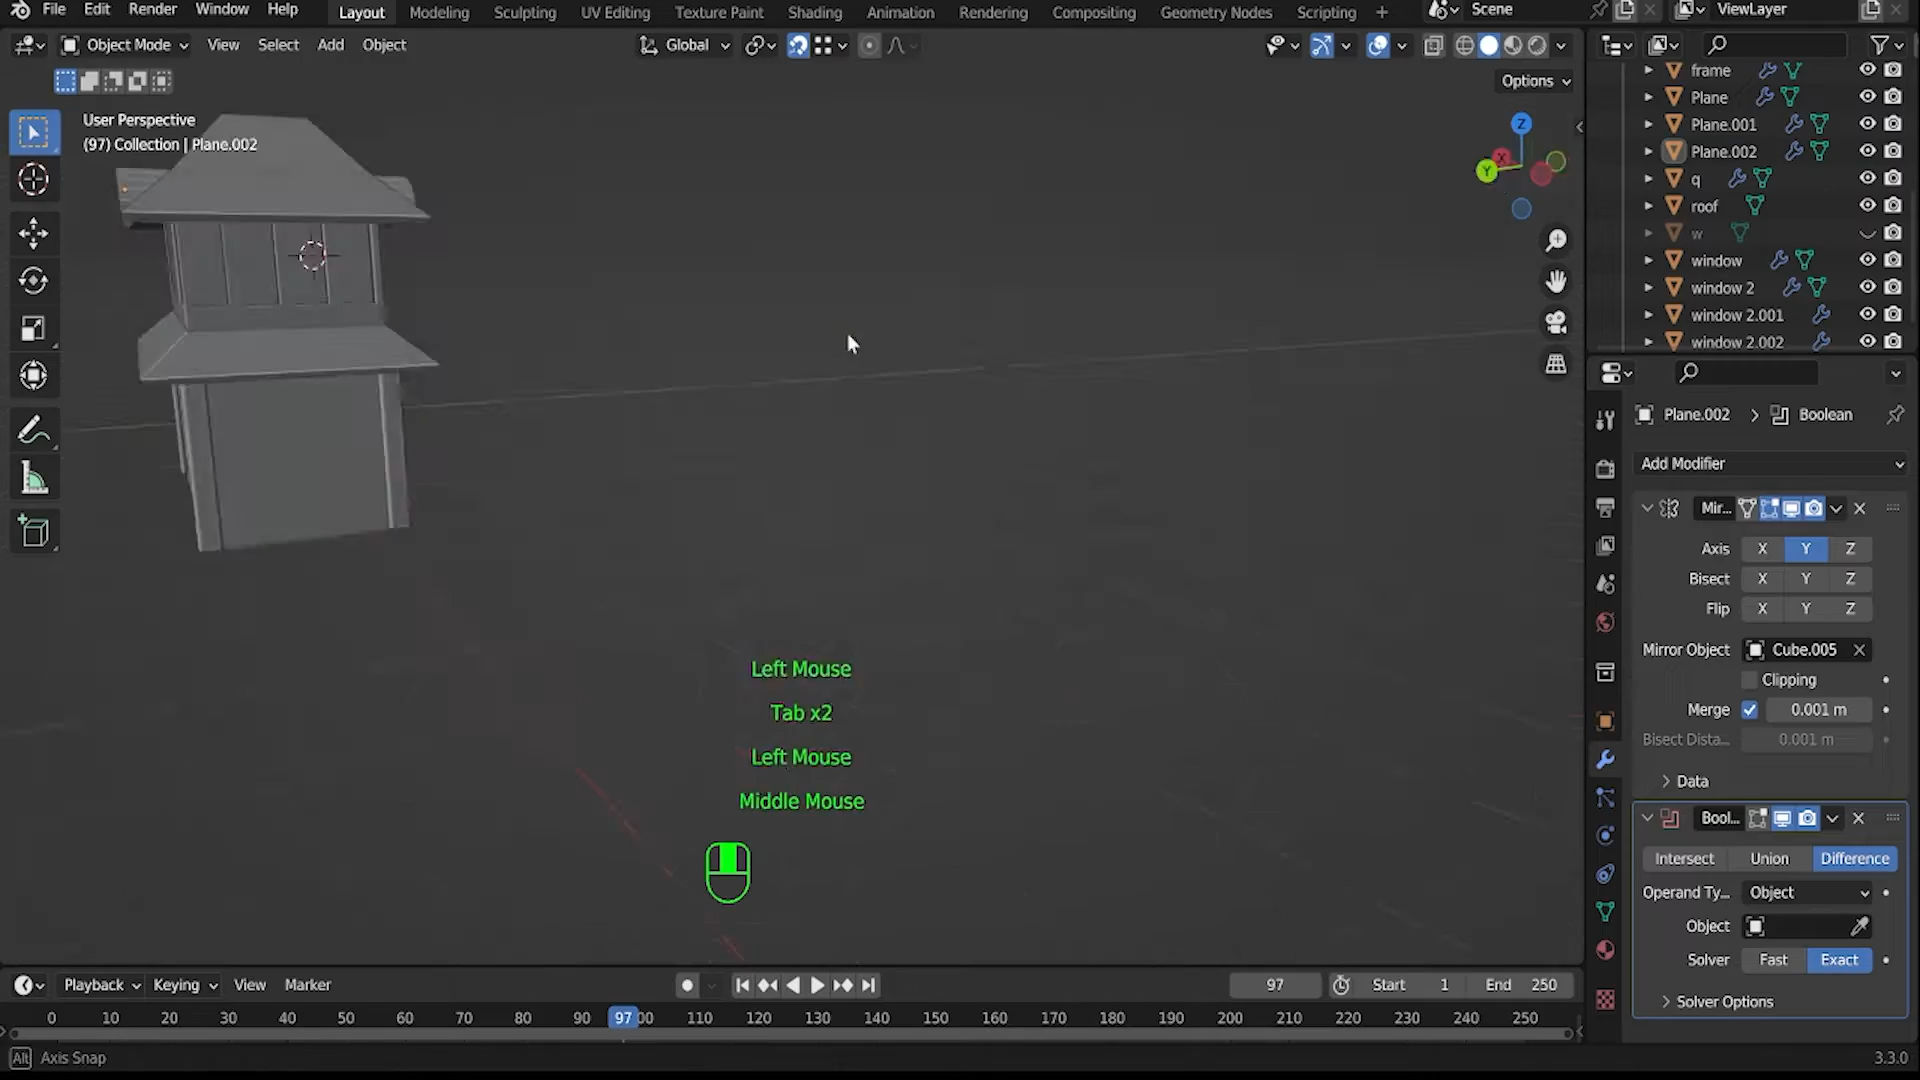 File Edit Render Window Help Layout Modeling Sculpting UV Editing Texture Paint Shading Animation Rendering Compositing Geometry Nodes Scripting + Scene ViewLayer
Object Mode View Select Add Object Global
Options
User Perspective
(97) Collection | Plane.002
Z
X
Y
frame
Plane
Plane.001
Plane.002
q
roof
w
window
window 2
window 2.001
window 2.002
Plane.002 > Boolean
Add Modifier
Mir...
Axis X Y Z
Bisect X Y Z
Flip X Y Z
Mirror Object Cube.005
Clipping
Merge 0.001 m
Bisect Dista... 0.001 m
Data
Bool...
Intersect Union Difference
Operand Ty... Object
Object
Solver Fast Exact
Solver Options
Left Mouse
Tab x2
Left Mouse
Middle Mouse
Playback Keying View Marker 97 Start 1 End 250
0 10 20 30 40 50 60 70 80 90 97 00 110 120 130 140 150 160 170 180 190 200 210 220 230 240 250
Alt Axis Snap 3.3.0